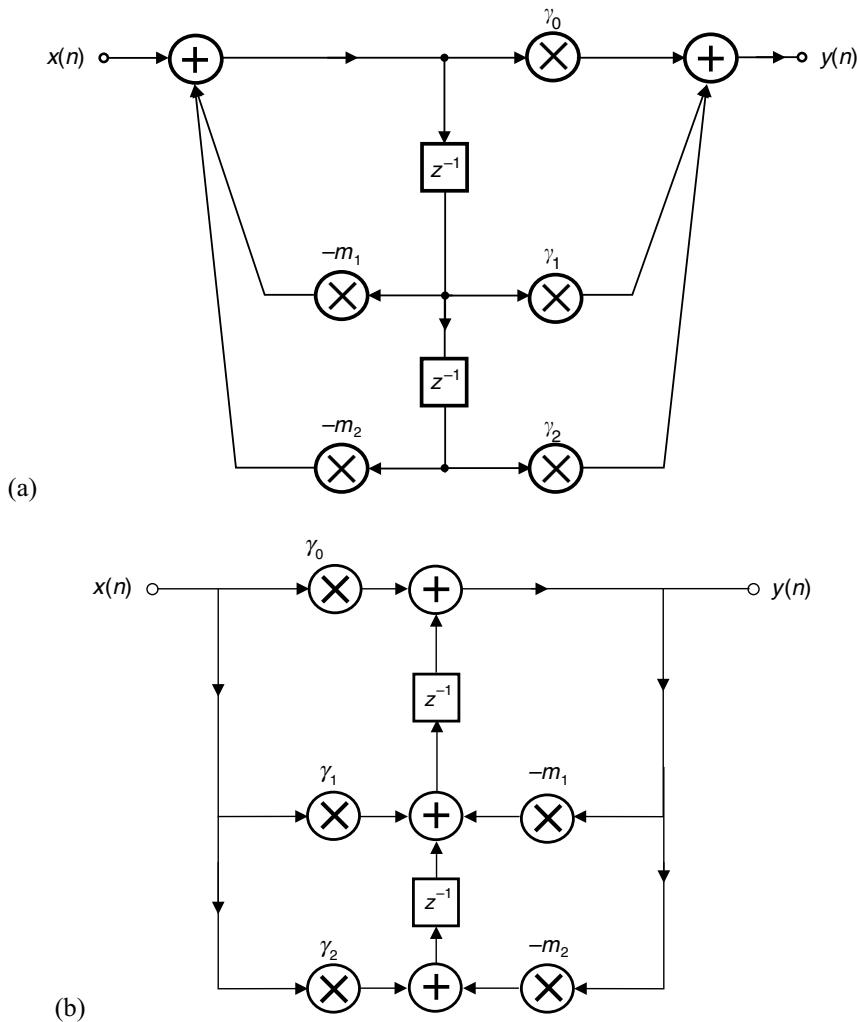 γ₀
x(n) y(n)
z⁻¹
–m₁ γ₁
z⁻¹
–m₂ γ₂
(a)
γ₀
x(n) y(n)
z⁻¹
γ₁ –m₁
z⁻¹
γ₂ –m₂
(b)